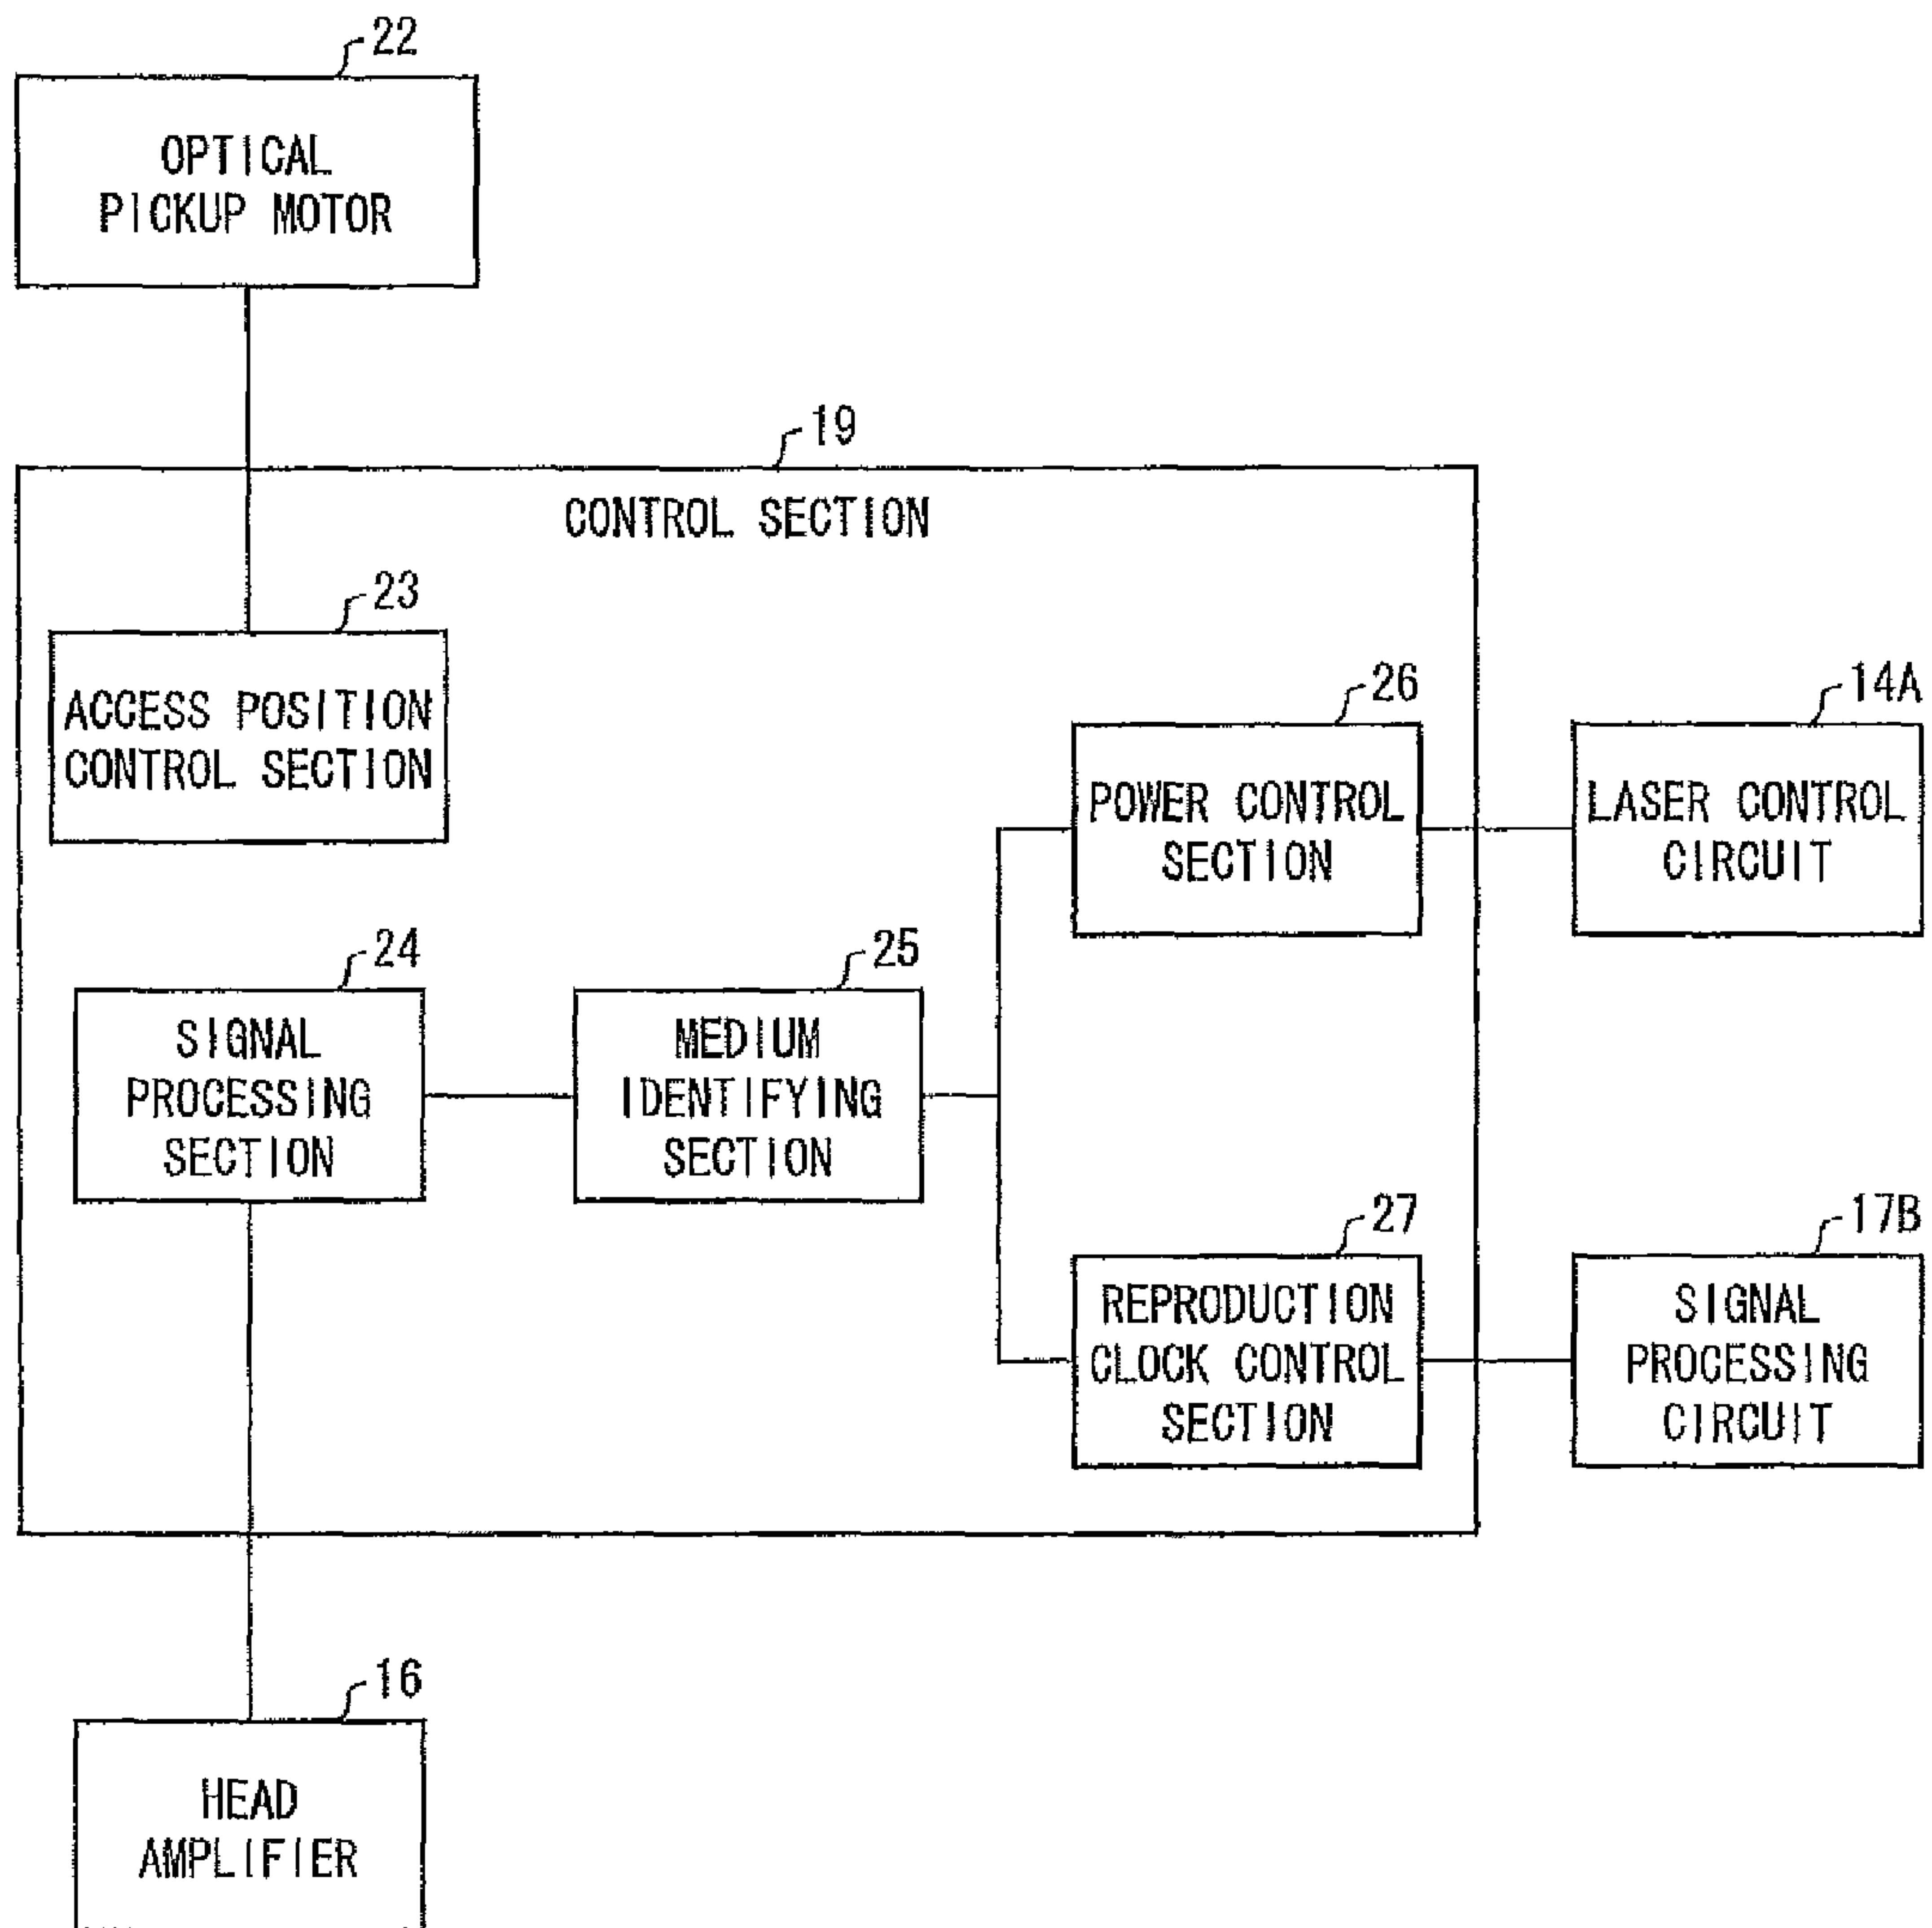 22
OPTICAL
PICKUP MOTOR
19
CONTROL SECTION
23
ACCESS POSITION
CONTROL SECTION
26
POWER CONTROL
SECTION
14A
LASER CONTROL
CIRCUIT
24
SIGNAL
PROCESSING
SECTION
25
MEDIUM
IDENTIFYING
SECTION
27
REPRODUCTION
CLOCK CONTROL
SECTION
17B
SIGNAL
PROCESSING
CIRCUIT
16
HEAD
AMPLIFIER